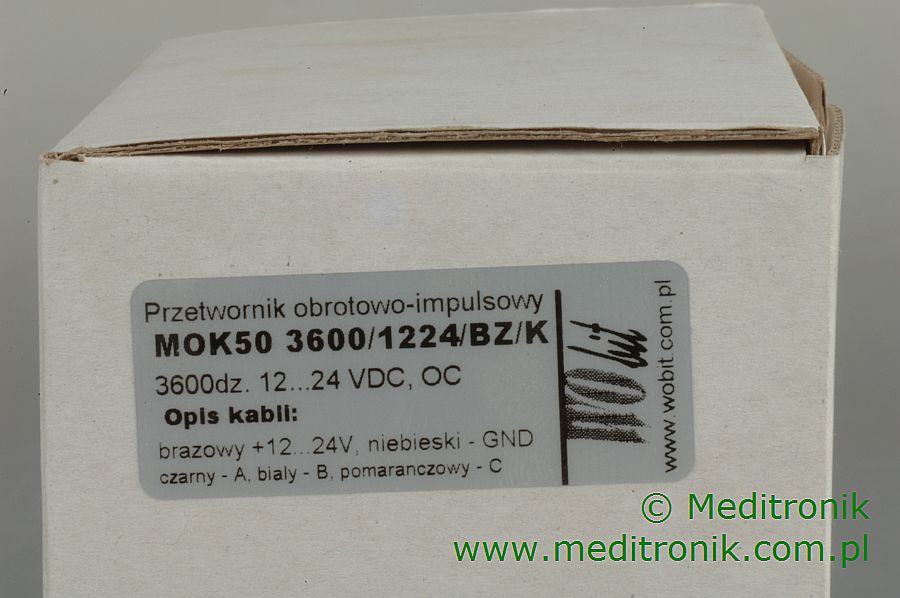 Przetwornik obrotowo-impulsowy
MOK50 3600/1224/BZ/K
3600dz. 12...24 VDC, OC
Opis kabli:
brazowy +12...24V, niebieski - GND
czarny - A, bialy - B, pomaranczowy - C
WObit
www.wobit.com.pl
© Meditronik
www.meditronik.com.pl